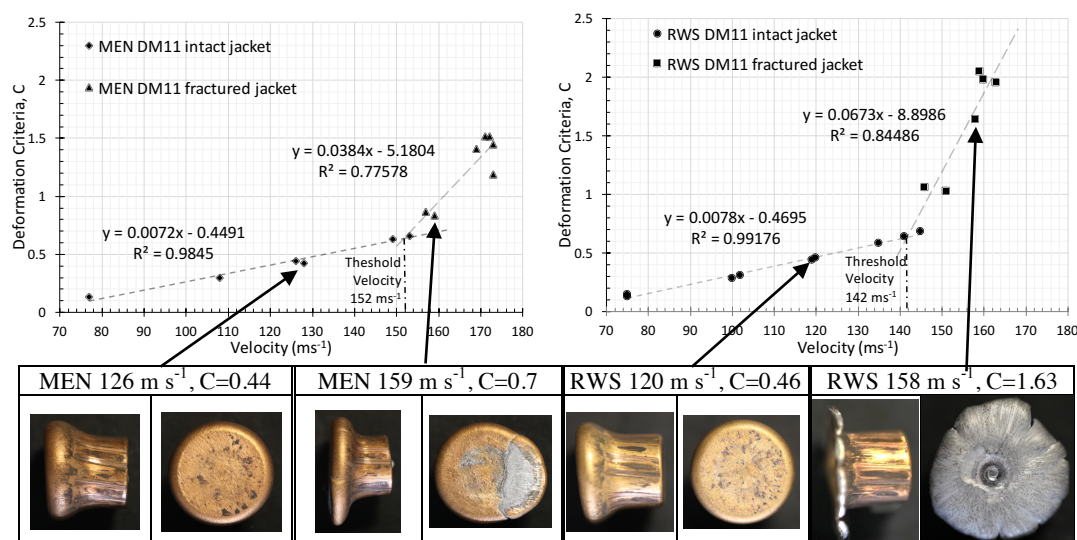 2.5
2
1.5
1
0.5
0
Deformation Criteria, C
MEN DM11 intact jacket
MEN DM11 fractured jacket
y = 0.0384x - 5.1804
R² = 0.77578
y = 0.0072x - 0.4491
R² = 0.9845
Threshold
Velocity
152 ms⁻¹
70 80 90 100 110 120 130 140 150 160 170 180
Velocity (ms⁻¹)
2.5
2
1.5
1
0.5
0
Deformation Criteria, C
RWS DM11 intact jacket
RWS DM11 fractured jacket
y = 0.0673x - 8.8986
R² = 0.84486
y = 0.0078x - 0.4695
R² = 0.99176
Threshold
Velocity
142 ms⁻¹
70 80 90 100 110 120 130 140 150 160 170 180
Velocity (ms⁻¹)
MEN 126 m s⁻¹, C=0.44
MEN 159 m s⁻¹, C=0.7
RWS 120 m s⁻¹, C=0.46
RWS 158 m s⁻¹, C=1.63